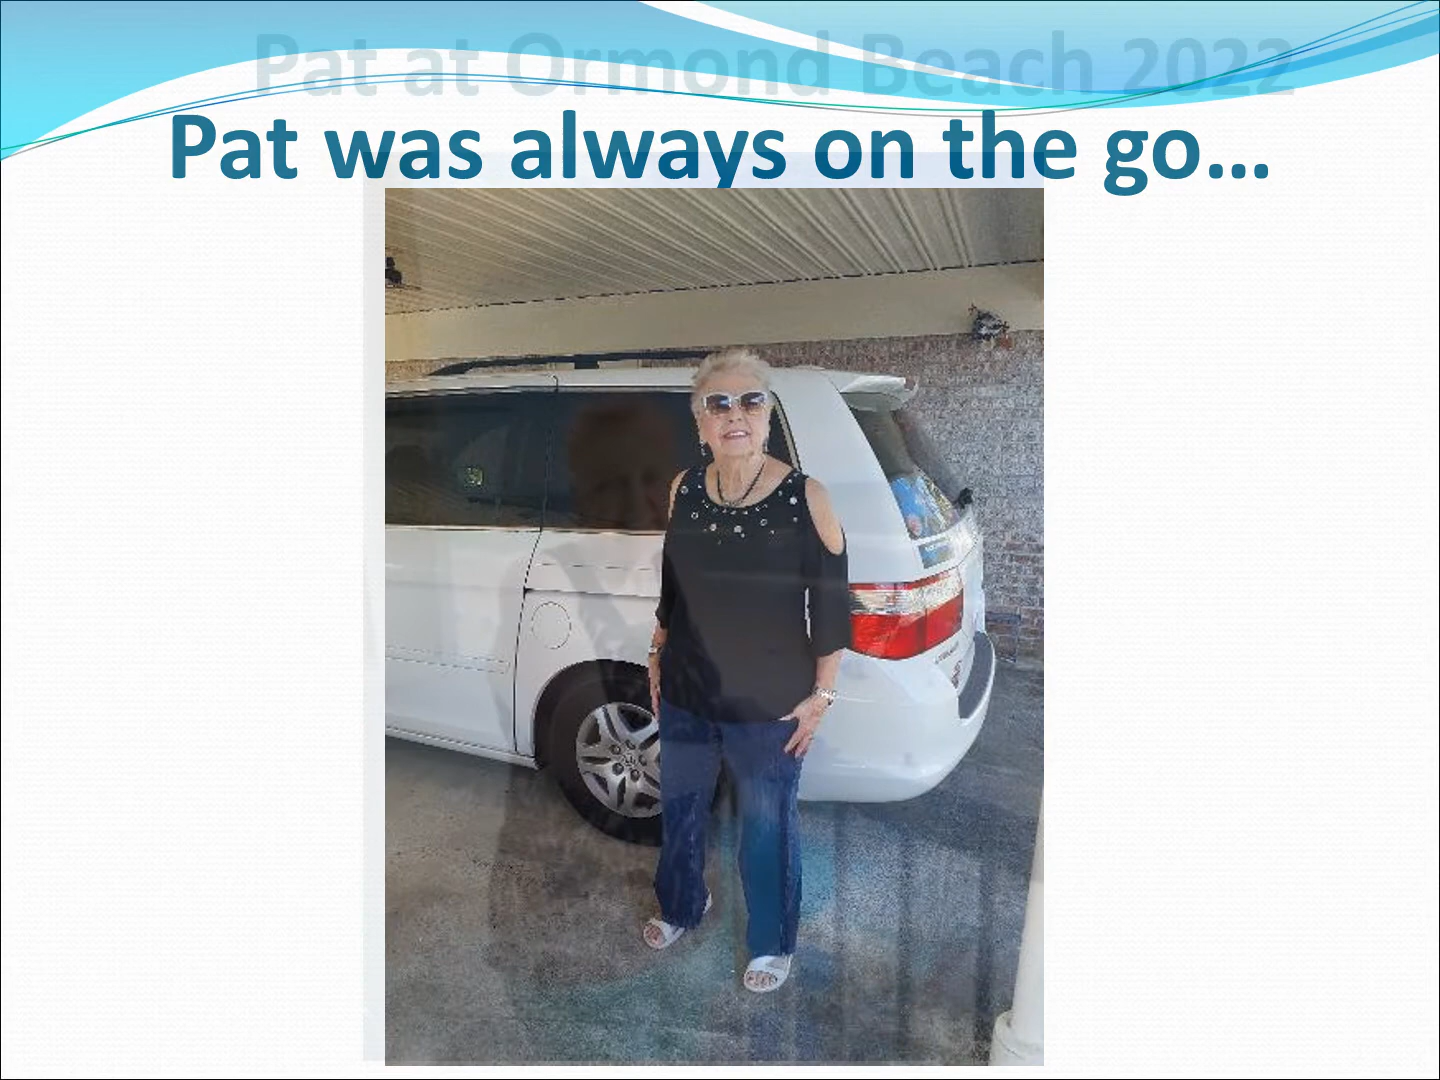 Pat at Ormond Beach 2022
Pat was always on the go…